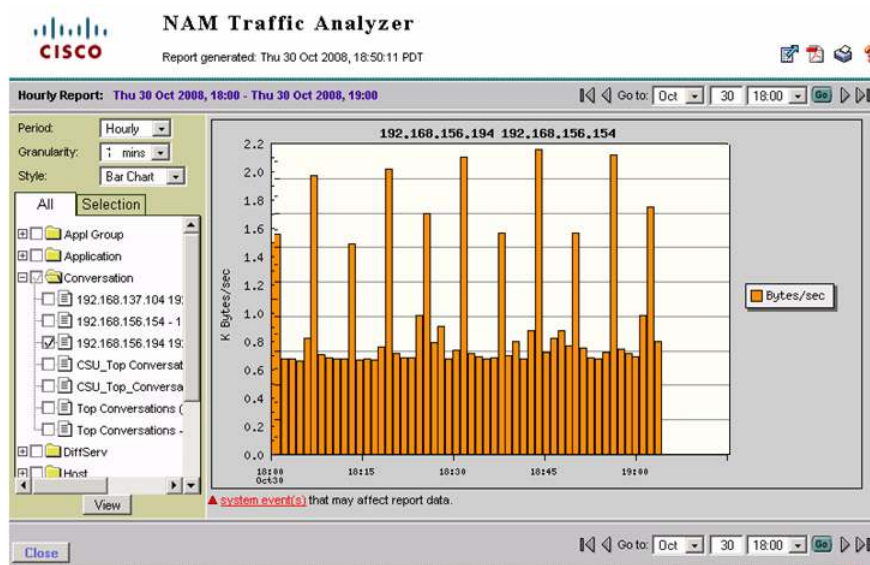 CISCO
NAM Traffic Analyzer
Report generated: Thu 30 Oct 2008, 18:50:11 PDT
Hourly Report: Thu 30 Oct 2008, 18:00 - Thu 30 Oct 2008, 19:00
Go to: Oct 30 18:00 Go
Period: Hourly
Granularity: 1 mins
Style: Bar Chart
All Selection
Appl Group
Application
Conversation
192.168.137.104 19
192.168.156.154 - 1
192.168.156.194 19
CSU_Top Conversat
CSU_Top_Conversa
Top Conversations (
Top Conversations -
DiffServ
Host
View
192.168.156.194 192.168.156.154
K Bytes/sec
2.2
2.0
1.8
1.6
1.4
1.2
1.0
0.8
0.6
0.4
0.2
0.0
18:00 18:15 18:30 18:45 19:00
Oct30
Bytes/sec
system event(s) that may affect report data.
Close
Go to: Oct 30 18:00 Go